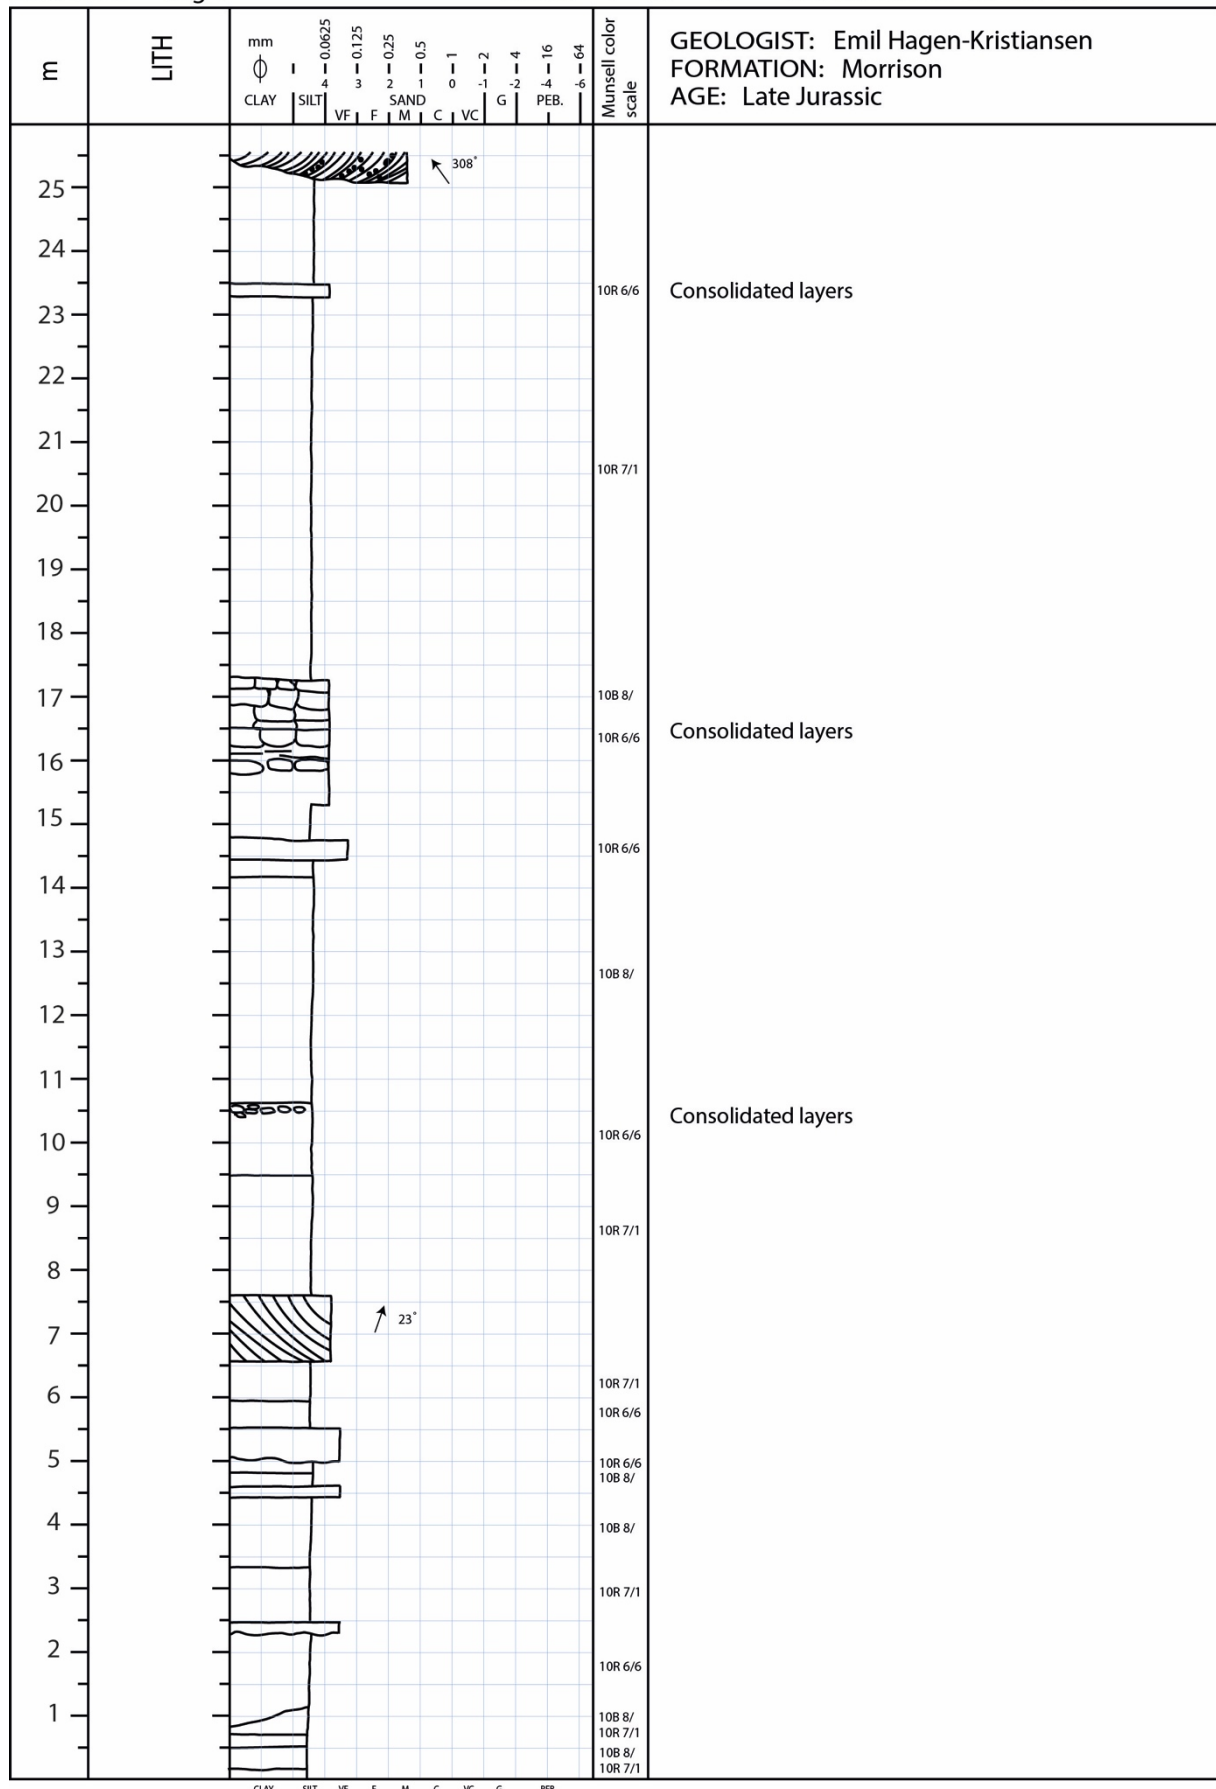 m
LITH
mm
ϕ
0.0625
0.125
0.25
0.5
1
2
4
16
64
4 3 2 1 0 -1 -2 -4 -6
CLAY SILT SAND G PEB.
VF F M C VC
Munsell color
scale
GEOLOGIST: Emil Hagen-Kristiansen
FORMATION: Morrison
AGE: Late Jurassic
308°
25
24
10R 6/6 Consolidated layers
23
22
21
10R 7/1
20
19
18
17 10B 8/
10R 6/6 Consolidated layers
16
15
10R 6/6
14
13
10B 8/
12
11
Consolidated layers
10 10R 6/6
9
10R 7/1
8
23°
7
10R 7/1
6
10R 6/6
5 10R 6/6
10B 8/
4 10B 8/
3 10R 7/1
2
10R 6/6
1 10B 8/
10R 7/1
10B 8/
10R 7/1
CLAY SILT VF F M C VC G PEB.